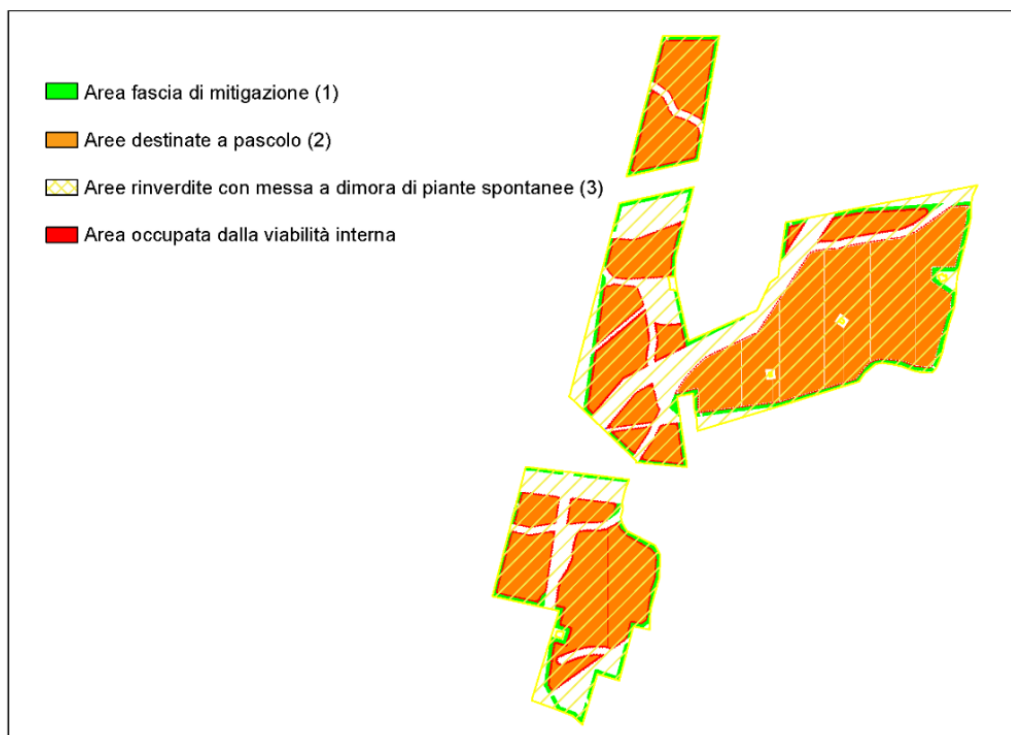 Area fascia di mitigazione (1)
Aree destinate a pascolo (2)
Aree rinverdite con messa a dimora di piante spontanee (3)
Area occupata dalla viabilità interna